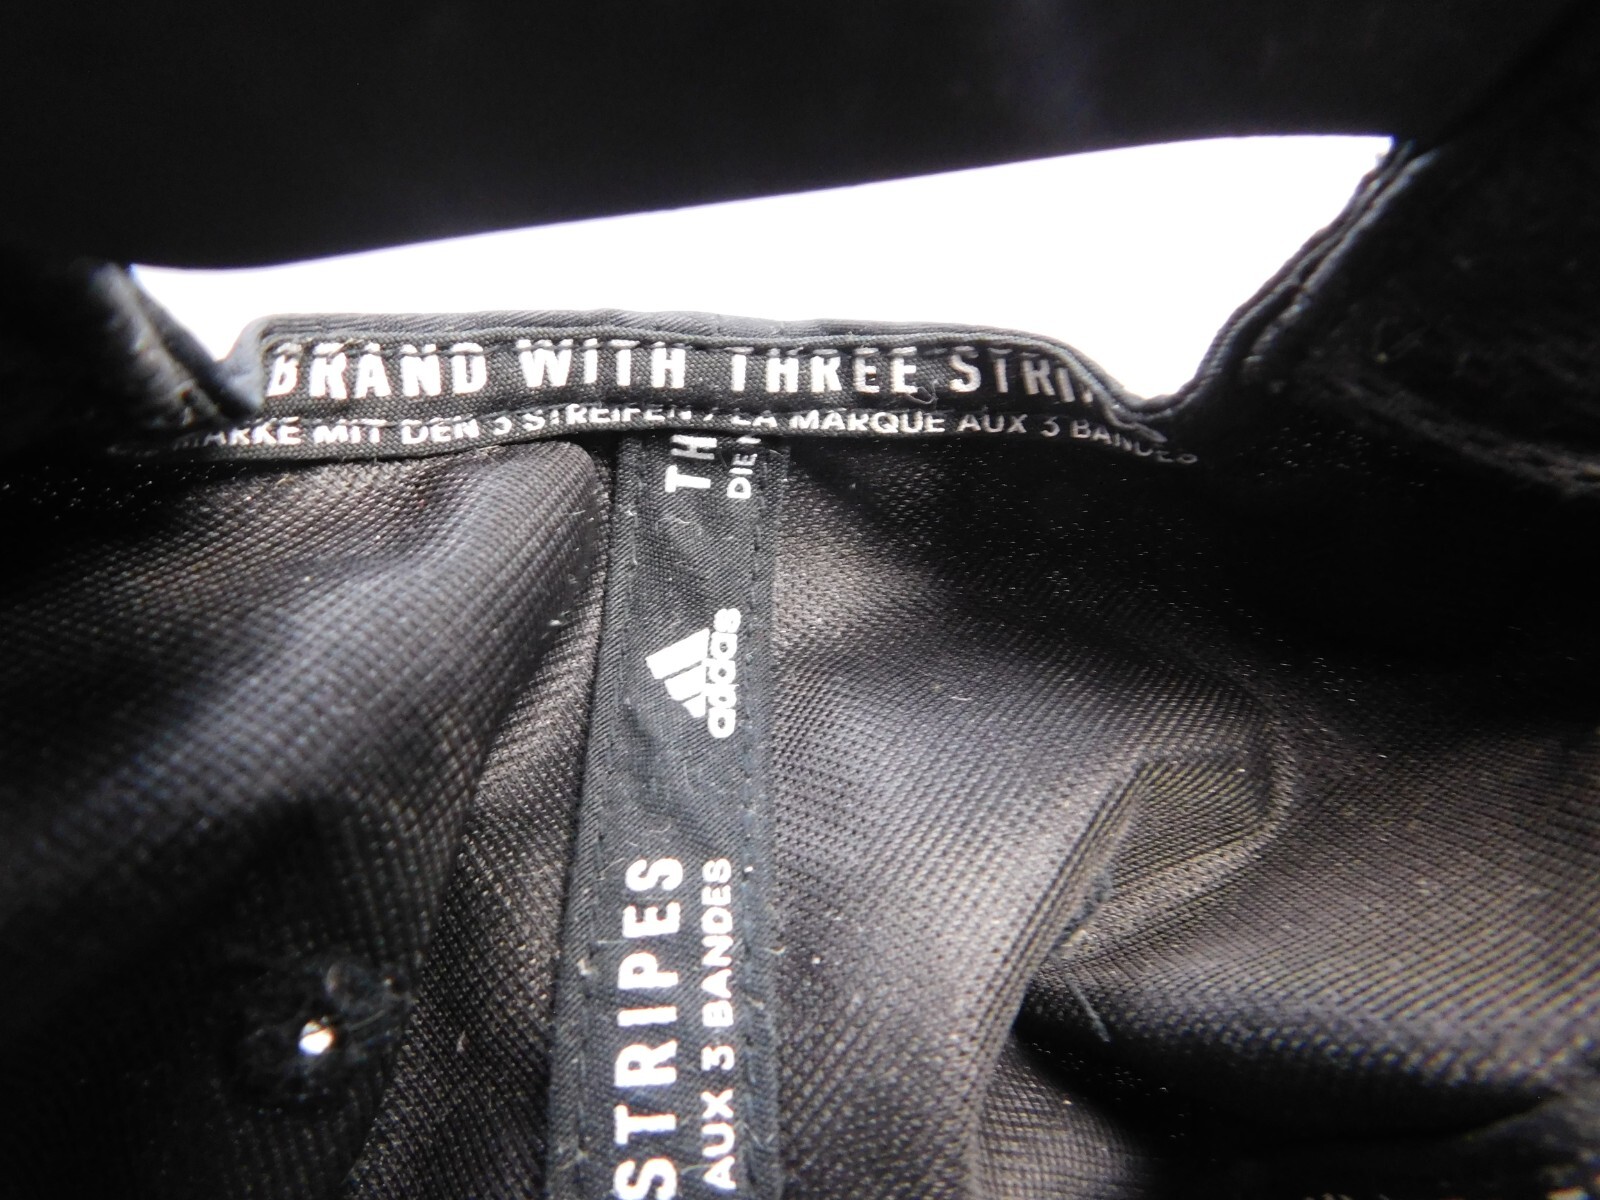 BRAND WITH THREE
MARKE MIT DEN 3 STREIFEN / LA MARQUE AUX 3 BANDES
TH
DIE
adidas
STRIPES
AUX 3 BANDES